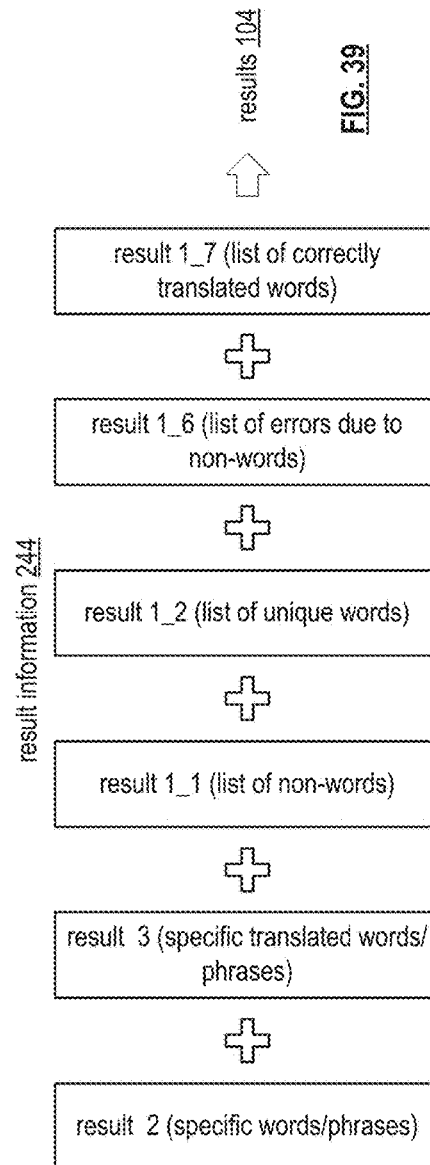 results 104
FIG. 39
result information 244
result 1_7 (list of correctly
translated words)
result 1_6 (list of errors due to
non-words)
result 1_2 (list of unique words)
result 1_1 (list of non-words)
result 3 (specific translated words/
phrases)
result 2 (specific words/phrases)